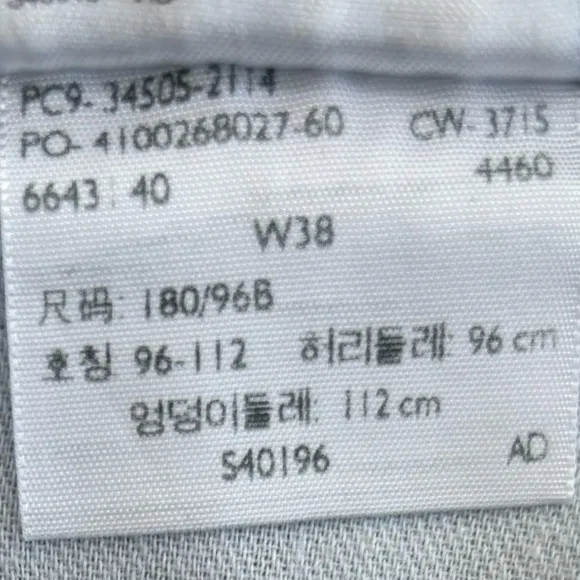 PC9-34505-2114
PO-4100268027-60 CW-3715
6643 40 4460
W38
尺码: 180/96B
호칭 96-112 허리둘레: 96 cm
엉덩이둘레: 112 cm
S40196 AD